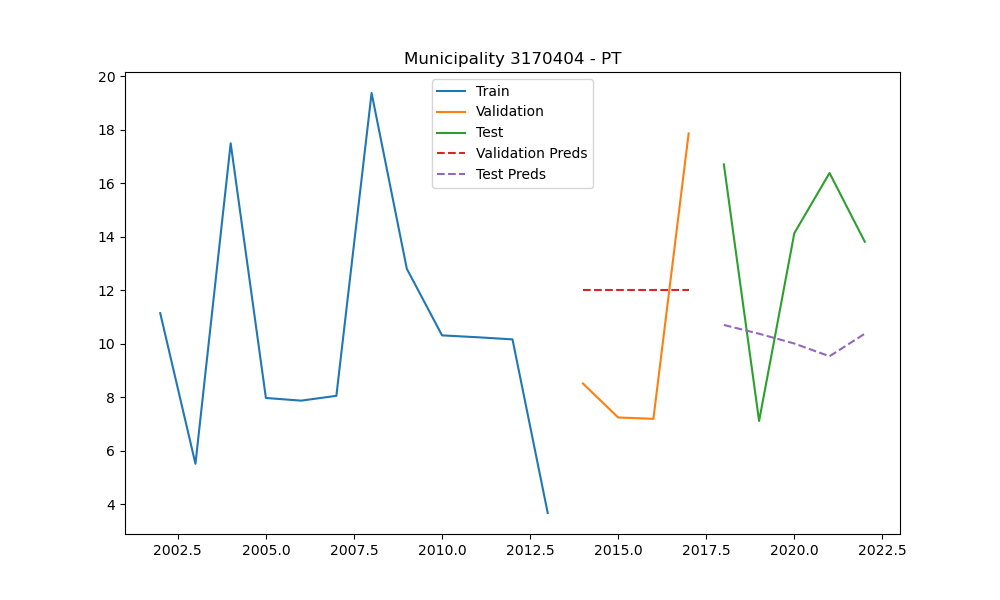 Municipality 3170404 - PT
20
18
16
14
12
10
8
6
4
Train
Validation
Test
Validation Preds
Test Preds
2002.5 2005.0 2007.5 2010.0 2012.5 2015.0 2017.5 2020.0 2022.5